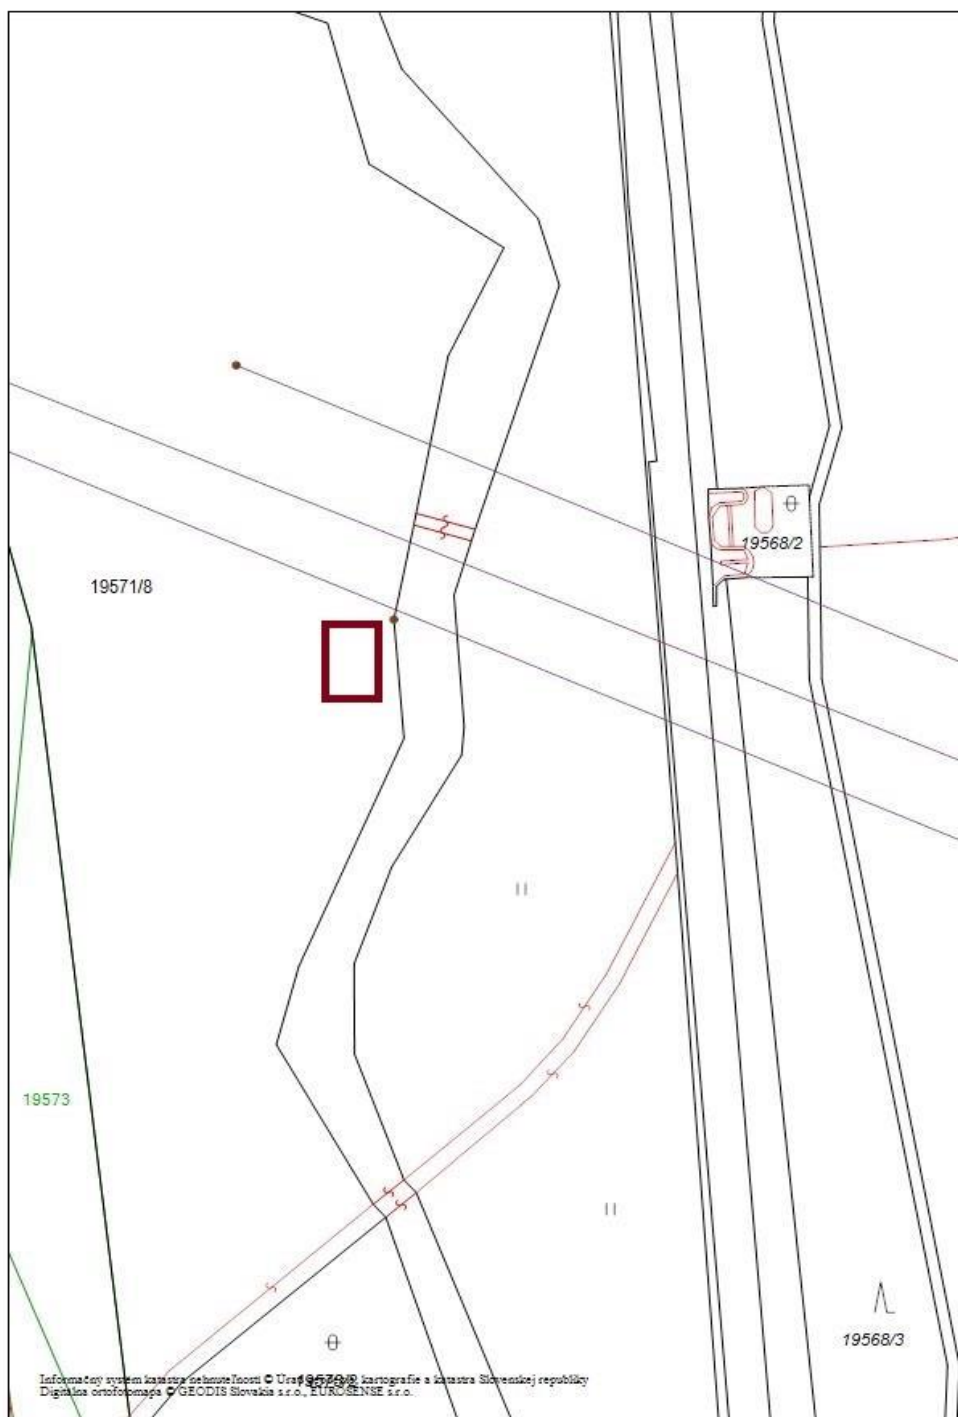 19568/2
19571/8
19573
19568/3
Informačný systém katastra nehnuteľností © Úrad kartografie a katastra Slovenskej republiky
Digitálna ortofotomapa © GEODIS Slovakia s.r.o., EUROSENSE s.r.o.